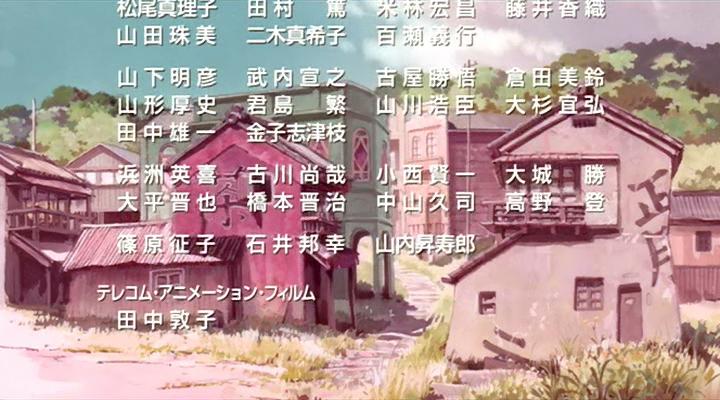 松尾真理子 田村 篤 米林宏昌 藤井香織
山田珠美 二木真希子 百瀬義行
山下明彦 武内宣之 古屋勝悟 倉田美鈴
山形厚史 君島 繁 山川浩臣 大杉宜弘
田中雄一 金子志津枝
浜洲英喜 古川尚哉 小西賢一 大城 勝
大平晋也 橋本晋治 中山久司 高野 登
篠原征子 石井邦幸 山内昇寿郎
テレコム・アニメーション・フィルム
田中敦子